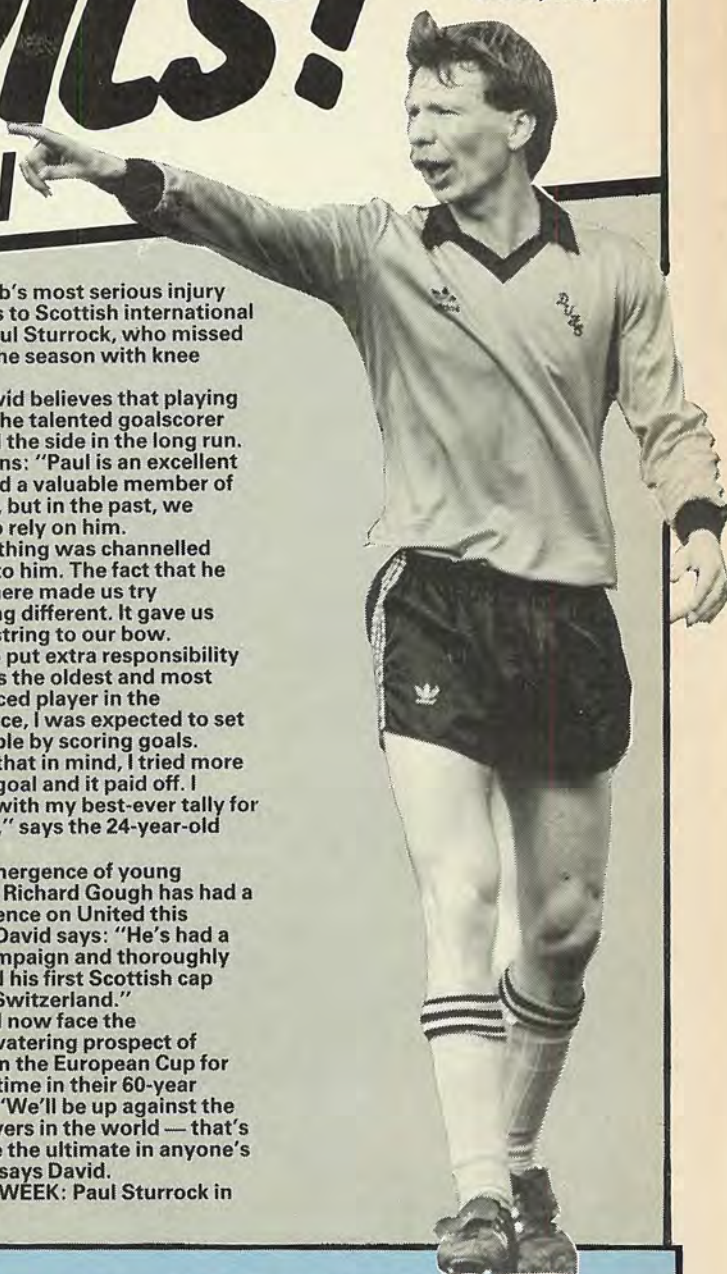 b's most serious injury
s to Scottish international
ul Sturrock, who missed
ne season with knee
vid believes that playing
he talented goalscorer
l the side in the long run.
ns: "Paul is an excellent
d a valuable member of
, but in the past, we
o rely on him.
thing was channelled
to him. The fact that he
nere made us try
ng different. It gave us
string to our bow.
put extra responsibility
s the oldest and most
ced player in the
ce, I was expected to set
ple by scoring goals.
that in mind, I tried more
goal and it paid off. I
with my best-ever tally for
," says the 24-year-old
nergence of young
Richard Gough has had a
ence on United this
David says: "He's had a
mpaign and thoroughly
l his first Scottish cap
Switzerland."
l now face the
vatering prospect of
n the European Cup for
time in their 60-year
"We'll be up against the
yers in the world — that's
e the ultimate in anyone's
says David.
WEEK: Paul Sturrock in